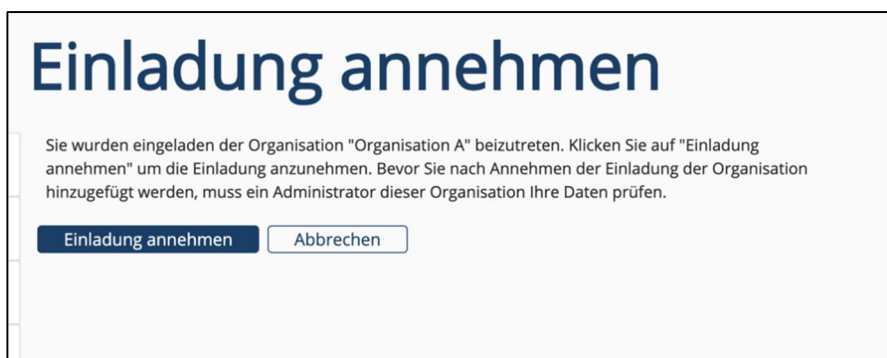 Einladung annehmen
Sie wurden eingeladen der Organisation "Organisation A" beizutreten. Klicken Sie auf "Einladung
annehmen" um die Einladung anzunehmen. Bevor Sie nach Annehmen der Einladung der Organisation
hinzugefügt werden, muss ein Administrator dieser Organisation Ihre Daten prüfen.
Einladung annehmen Abbrechen